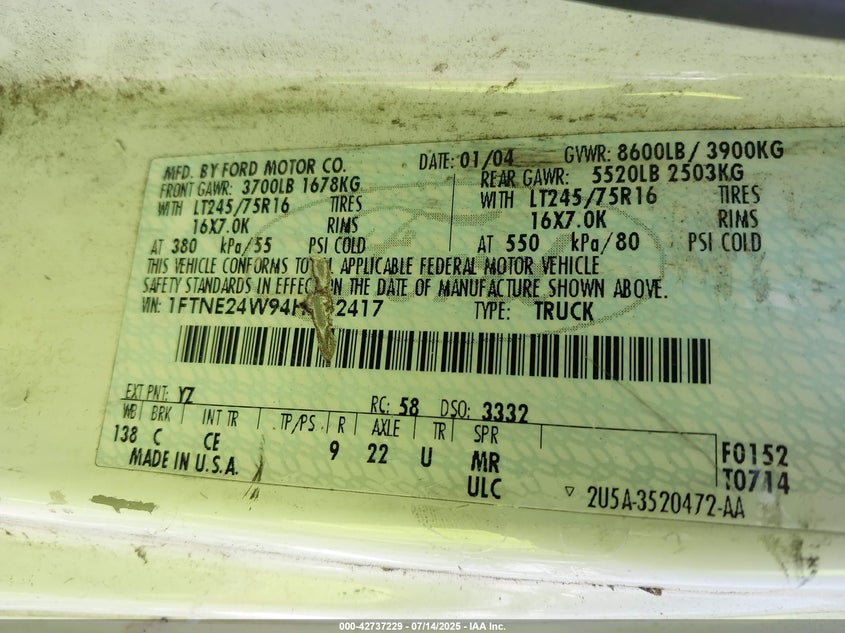 MFD. BY FORD MOTOR CO. DATE: 01/04 GVWR: 8600LB/ 3900KG
FRONT GAWR: 3700LB 1678KG REAR GAWR: 5520LB 2503KG
WITH LT245/75R16 TIRES WITH LT245/75R16 TIRES
16X7.0K RIMS 16X7.0K RIMS
AT 380 kPa/55 PSI COLD AT 550 kPa/80 PSI COLD
THIS VEHICLE CONFORMS TO APPLICABLE FEDERAL MOTOR VEHICLE
SAFETY STANDARDS IN EFFECT ON THE DATE OF MANUFACTURE SHOWN ABOVE.
VIN: 1FTNE24W94H 2417 TYPE: TRUCK
EXT PNT: YZ RC: 58 DSO: 3332
WB BRK INT TR TP/PS R AXLE TR SPR
138 C CE 9 22 U MR F0152
MADE IN U.S.A. ULC T0714
▽ 2U5A-3520472-AA
000-42737229 - 07/14/2025 - IAA Inc.